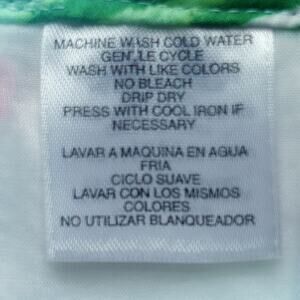 MACHINE WASH COLD WATER
GENTLE CYCLE
WASH WITH LIKE COLORS
NO BLEACH
DRIP DRY
PRESS WITH COOL IRON IF
NECESSARY
LAVAR A MAQUINA EN AGUA
FRIA
CICLO SUAVE
LAVAR CON LOS MISMOS
COLORES
NO UTILIZAR BLANQUEADOR